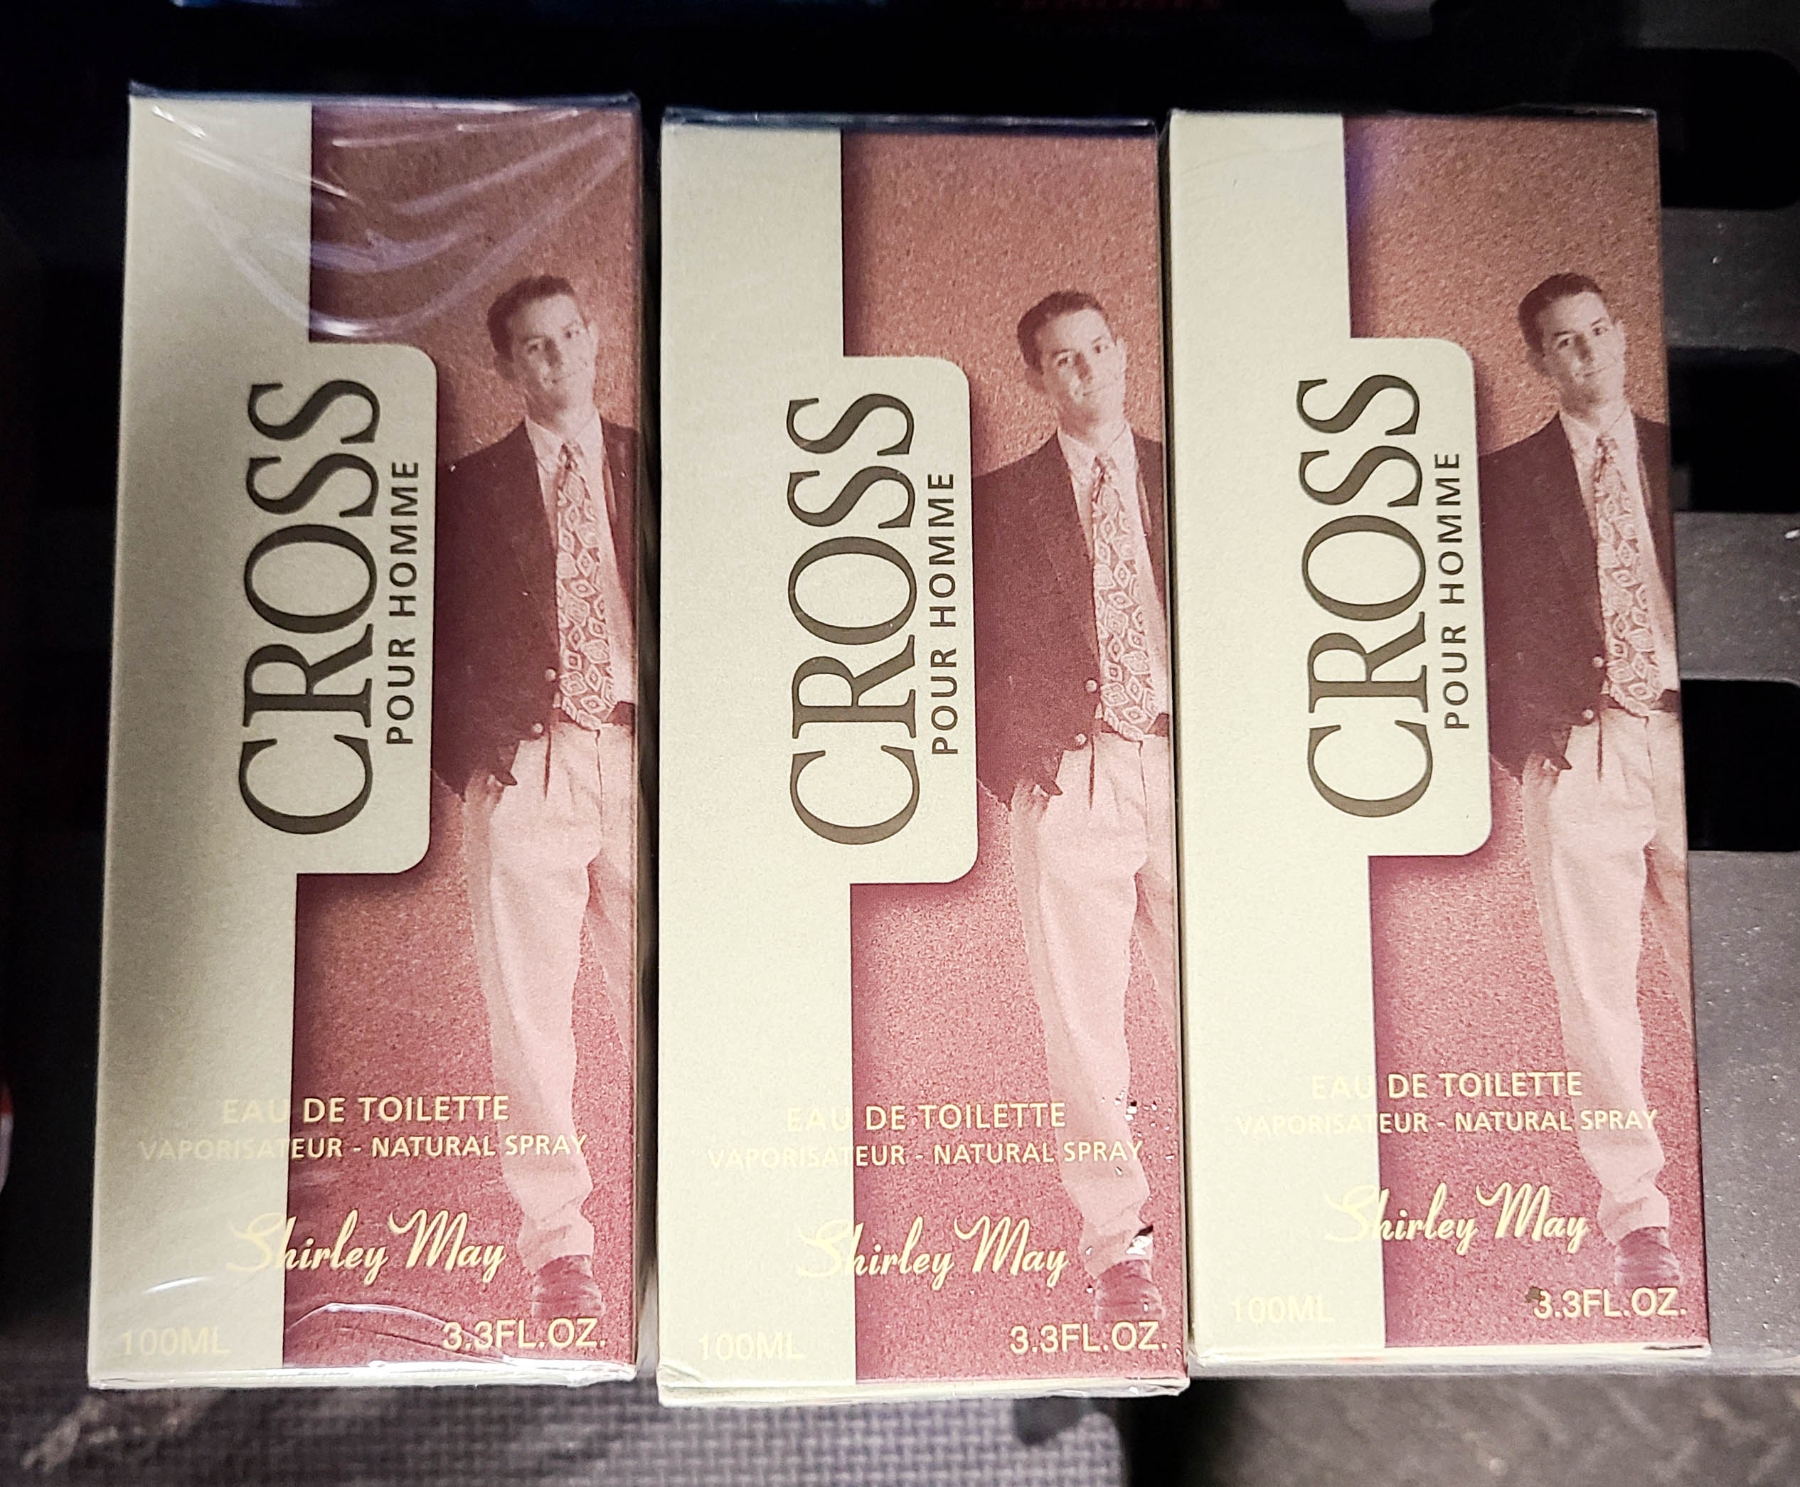 CROSS
POUR HOMME
EAU DE TOILETTE
VAPORISATEUR - NATURAL SPRAY
Shirley May
100ML 3.3FL.OZ.
CROSS
POUR HOMME
EAU DE TOILETTE
VAPORISATEUR - NATURAL SPRAY
Shirley May
100ML 3.3FL.OZ.
CROSS
POUR HOMME
EAU DE TOILETTE
VAPORISATEUR - NATURAL SPRAY
Shirley May
100ML 3.3FL.OZ.